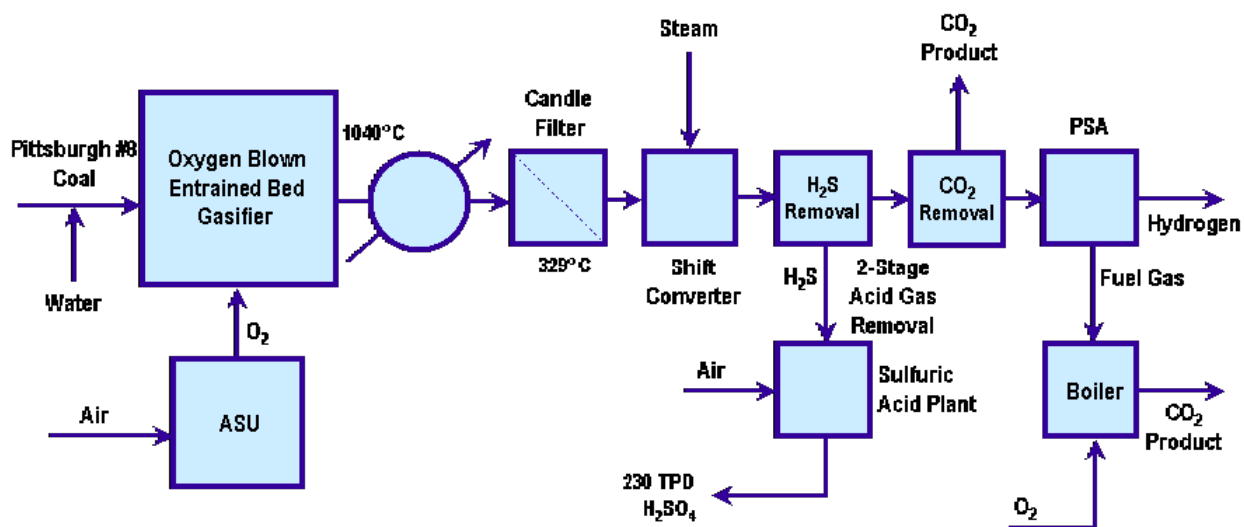 Pittsburgh #8
Coal
Water
Oxygen Blown
Entrained Bed
Gasifier
O₂
Air
ASU
1040°C
Candle
Filter
329°C
Steam
Shift
Converter
H₂S
Removal
H₂S
2-Stage
Acid Gas
Removal
Air
Sulfuric
Acid Plant
230 TPD
H₂SO₄
CO₂
Product
CO₂
Removal
PSA
Hydrogen
Fuel Gas
Boiler
CO₂
Product
O₂